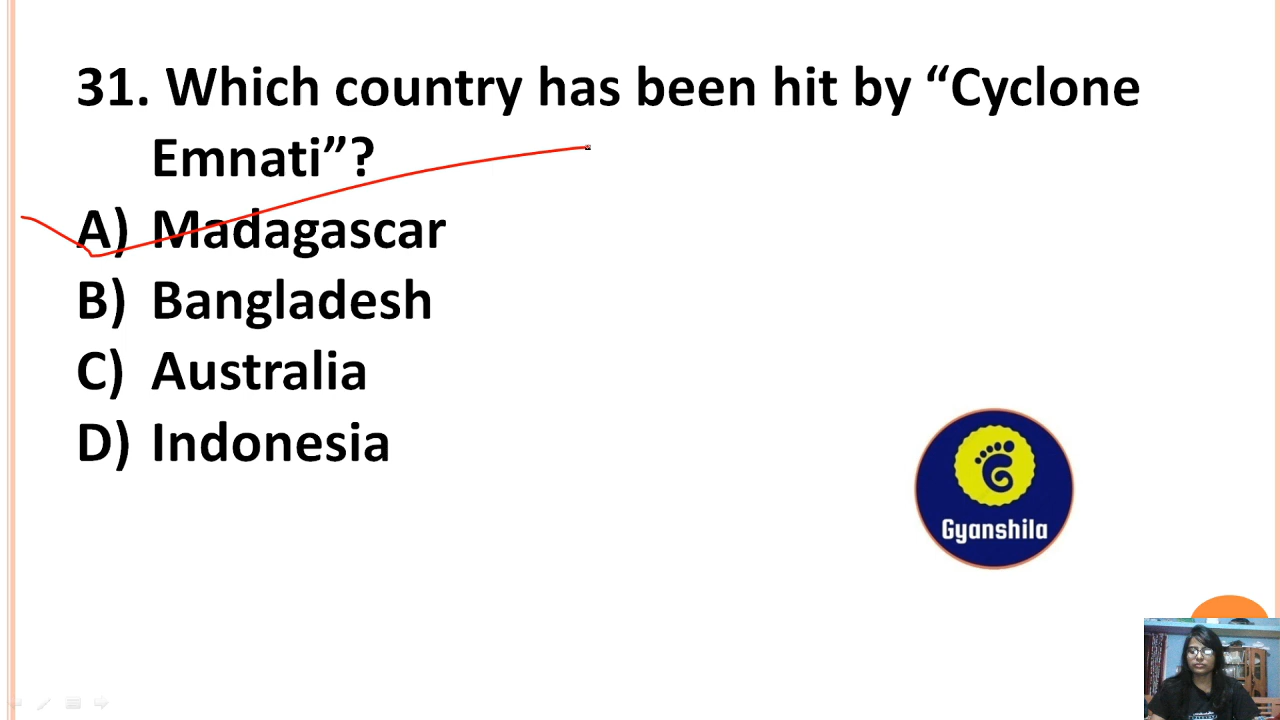 31. Which country has been hit by “Cyclone
Emnati”?
A) Madagascar
B) Bangladesh
C) Australia
D) Indonesia
Gyanshila